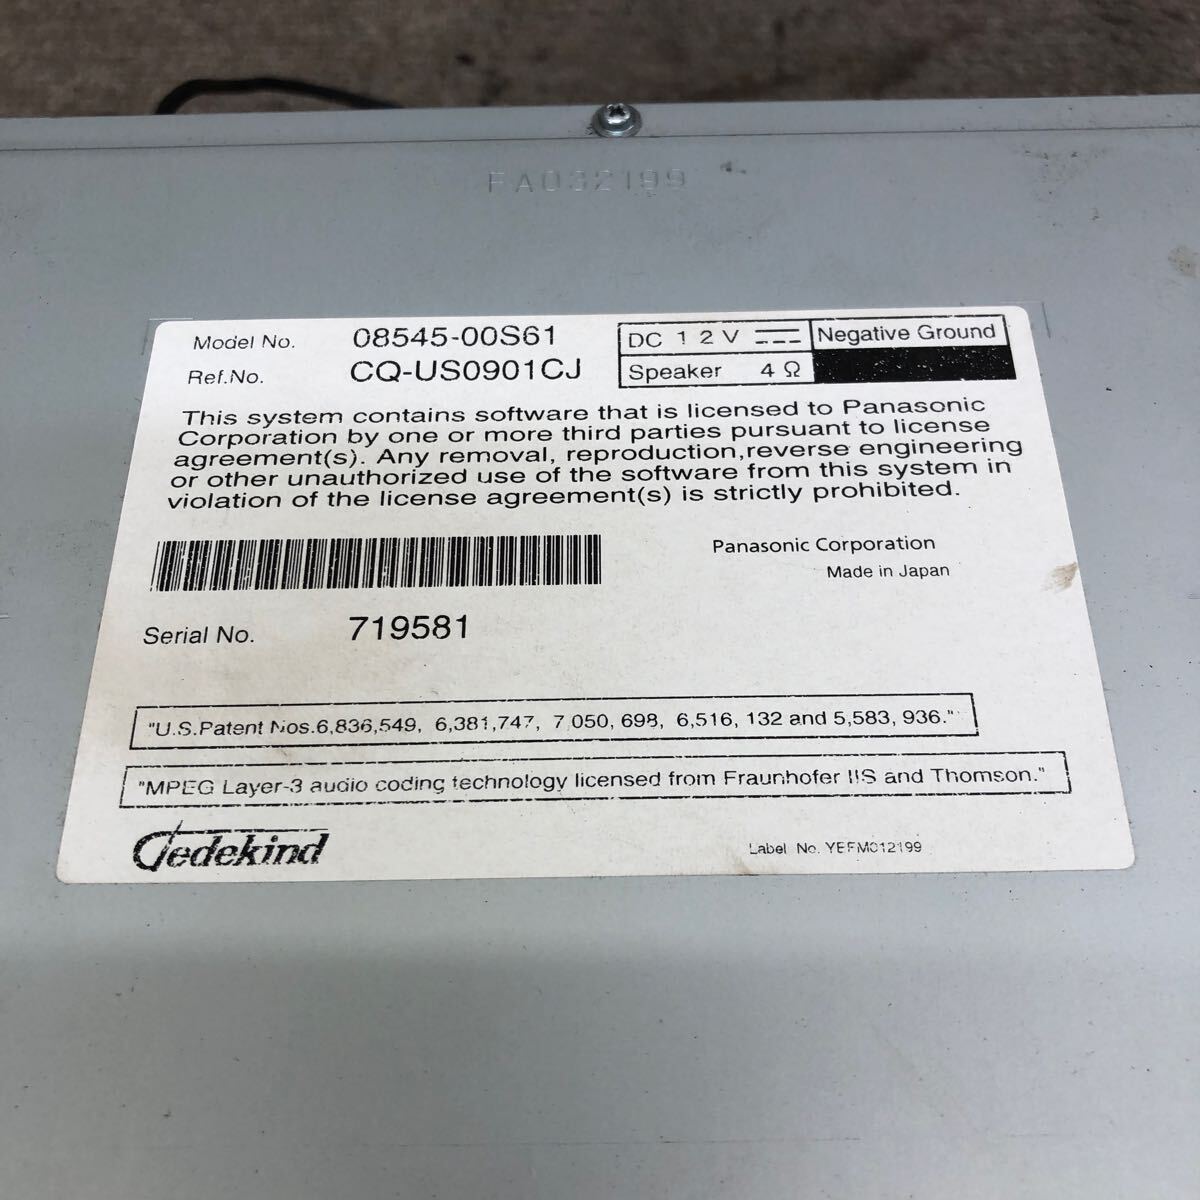 FA032199
Model No. 08545-00S61
Ref.No. CQ-US0901CJ
DC 12V Negative Ground
Speaker 4Ω
This system contains software that is licensed to Panasonic
Corporation by one or more third parties pursuant to license
agreement(s). Any removal, reproduction,reverse engineering
or other unauthorized use of the software from this system in
violation of the license agreement(s) is strictly prohibited.
Panasonic Corporation
Made in Japan
Serial No. 719581
"U.S.Patent Nos.6,836,549, 6,381,747, 7,050,698, 6,516,132 and 5,583,936."
"MPEG Layer-3 audio coding technology licensed from Fraunhofer IIS and Thomson."
Gedekind
Label No. YEFM012199